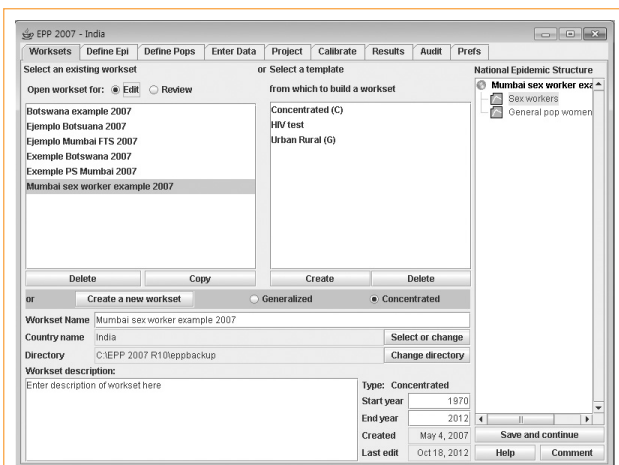 EPP 2007 - India
Worksets Define Epi Define Pops Enter Data Project Calibrate Results Audit Prefs
Select an existing workset or Select a template National Epidemic Structure
Open workset for: Edit Review from which to build a workset
Mumbai sex worker exa
Sex workers
General pop women
Botswana example 2007
Ejemplo Botsuana 2007
Ejemplo Mumbai FTS 2007
Exemple Botswana 2007
Exemple PS Mumbai 2007
Mumbai sex worker example 2007
Concentrated (C)
HIV test
Urban Rural (G)
Delete Copy Create Delete
or Create a new workset Generalized Concentrated
Workset Name Mumbai sex worker example 2007
Country name India Select or change
Directory C:\EPP 2007 R10\eppbackup Change directory
Workset description:
Enter description of workset here
Type: Concentrated
Start year 1970
End year 2012
Created May 4, 2007
Last edit Oct 18, 2012
Save and continue
Help Comment